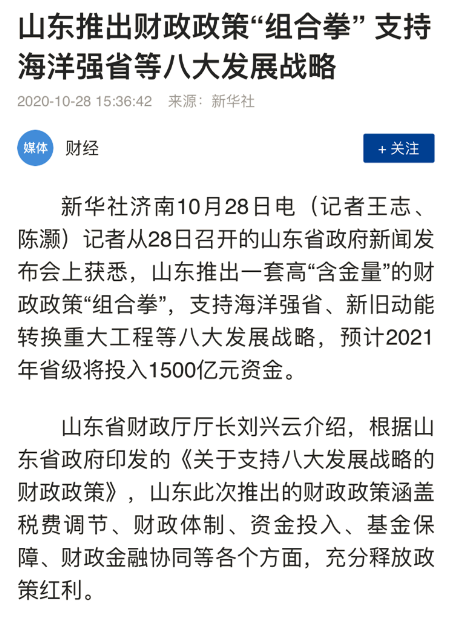 山东推出财政政策“组合拳” 支持
海洋强省等八大发展战略
2020-10-28 15:36:42 来源：新华社
媒体 财经 + 关注
新华社济南10月28日电（记者王志、
陈灏）记者从28日召开的山东省政府新闻发
布会上获悉，山东推出一套高“含金量”的财
政政策“组合拳”，支持海洋强省、新旧动能
转换重大工程等八大发展战略，预计2021
年省级将投入1500亿元资金。
山东省财政厅厅长刘兴云介绍，根据山
东省政府印发的《关于支持八大发展战略的
财政政策》，山东此次推出的财政政策涵盖
税费调节、财政体制、资金投入、基金保
障、财政金融协同等各个方面，充分释放政
策红利。